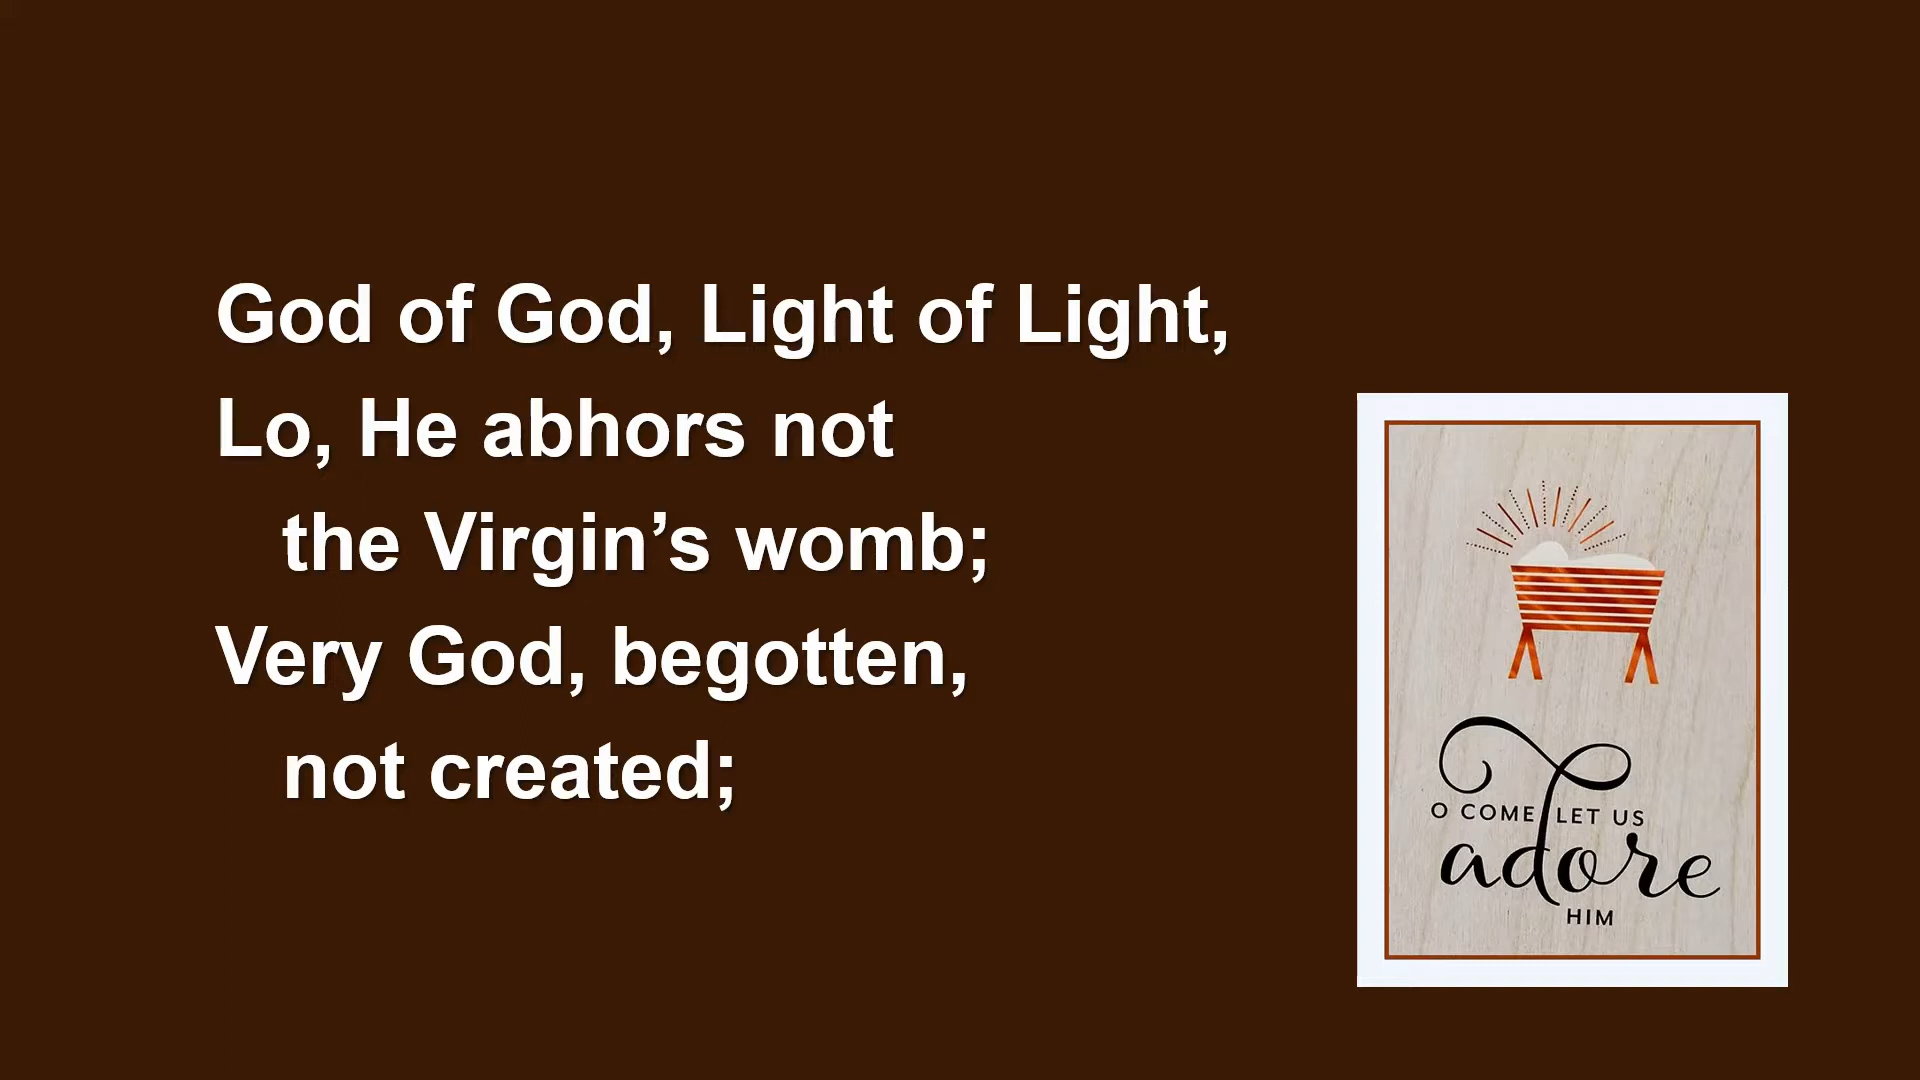 God of God, Light of Light,
Lo, He abhors not
the Virgin’s womb;
Very God, begotten,
not created;
O COME LET US
adore
HIM